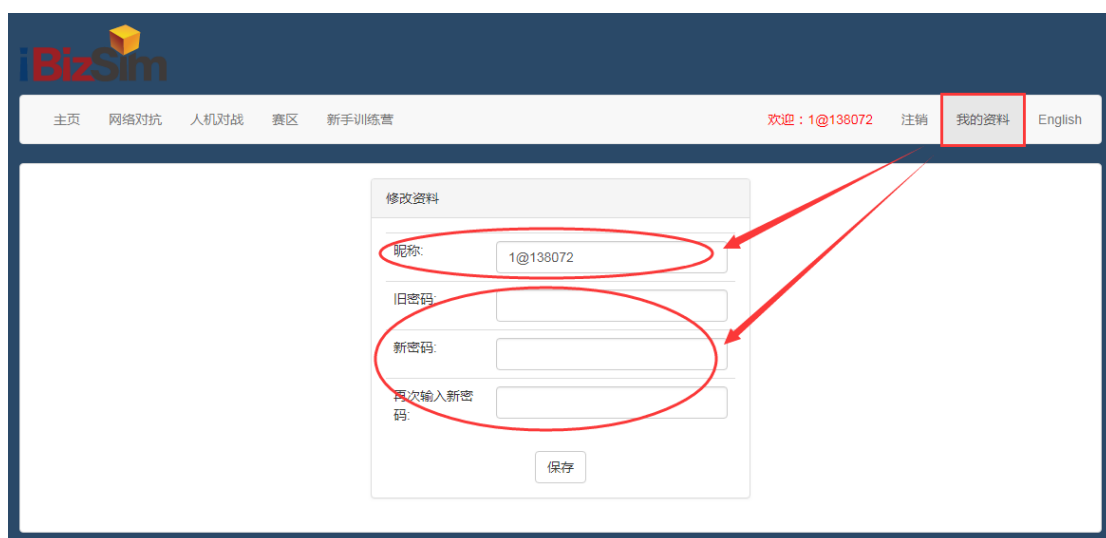 iBizSim
主页 网络对抗 人机对战 赛区 新手训练营 欢迎：1@138072 注销 我的资料 English
修改资料
昵称: 1@138072
旧密码:
新密码:
再次输入新密
码:
保存